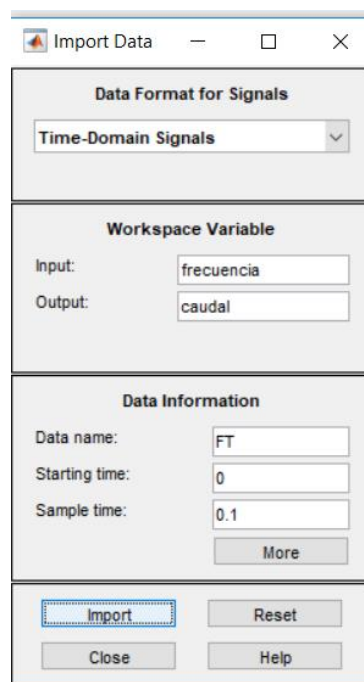 Import Data
Data Format for Signals
Time-Domain Signals
Workspace Variable
Input: frecuencia
Output: caudal
Data Information
Data name: FT
Starting time: 0
Sample time: 0.1
More
Import Reset
Close Help